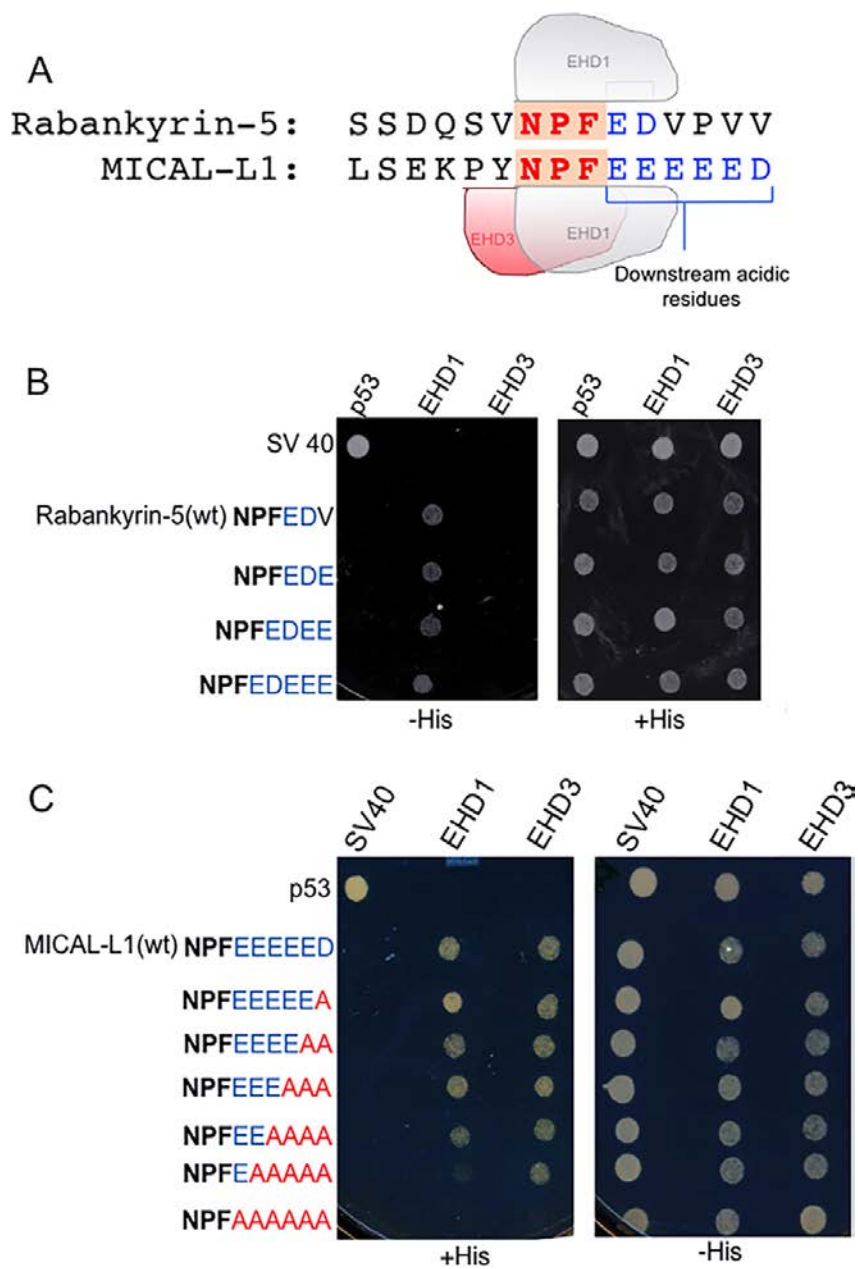 A
EHD1
Rabankyrin-5: S S D Q S V N P F E D V P V V
MICAL-L1: L S E K P Y N P F E E E E E D
EHD3 EHD1
Downstream acidic
residues
B
p53 EHD1 EHD3 p53 EHD1 EHD3
SV 40
Rabankyrin-5(wt) NPFEDV
NPFEDE
NPFEDEE
NPFEDEEE
-His +His
C
SV40 EHD1 EHD3 SV40 EHD1 EHD3
p53
MICAL-L1(wt) NPFEEEEED
NPFEEEEEA
NPFEEEEAA
NPFEEEAAA
NPFEEAAAA
NPFEAAAAA
NPFAAAAAA
+His -His